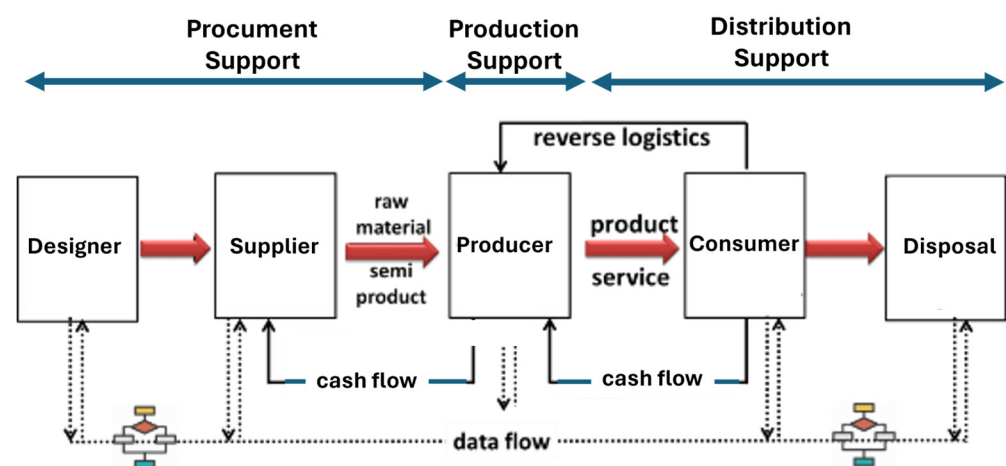 Procument
Support
Production
Support
Distribution
Support
reverse logistics
Designer
Supplier
raw
material
semi
product
Producer
product
service
Consumer
Disposal
cash flow
cash flow
data flow